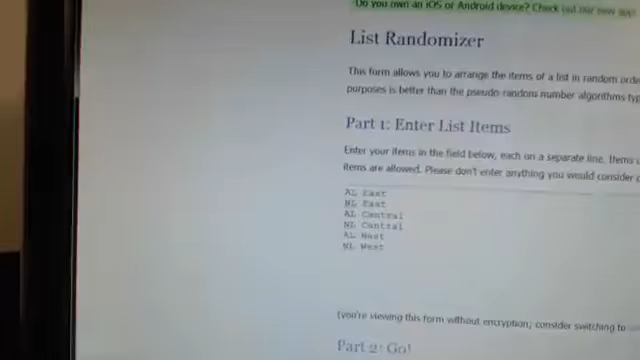 Do you own an iOS or Android device? Check out our new app!
List Randomizer
This form allows you to arrange the items of a list in random
purposes is better than the pseudo-random number algorithms
Part 1: Enter List Items
Enter your items in the field below, each on a separate line. Items
items are allowed. Please don't enter anything you would consider
AL East
NL East
AL Central
NL Central
AL West
NL West
(you're viewing this form without encryption; consider switching to
Part 2: Go!